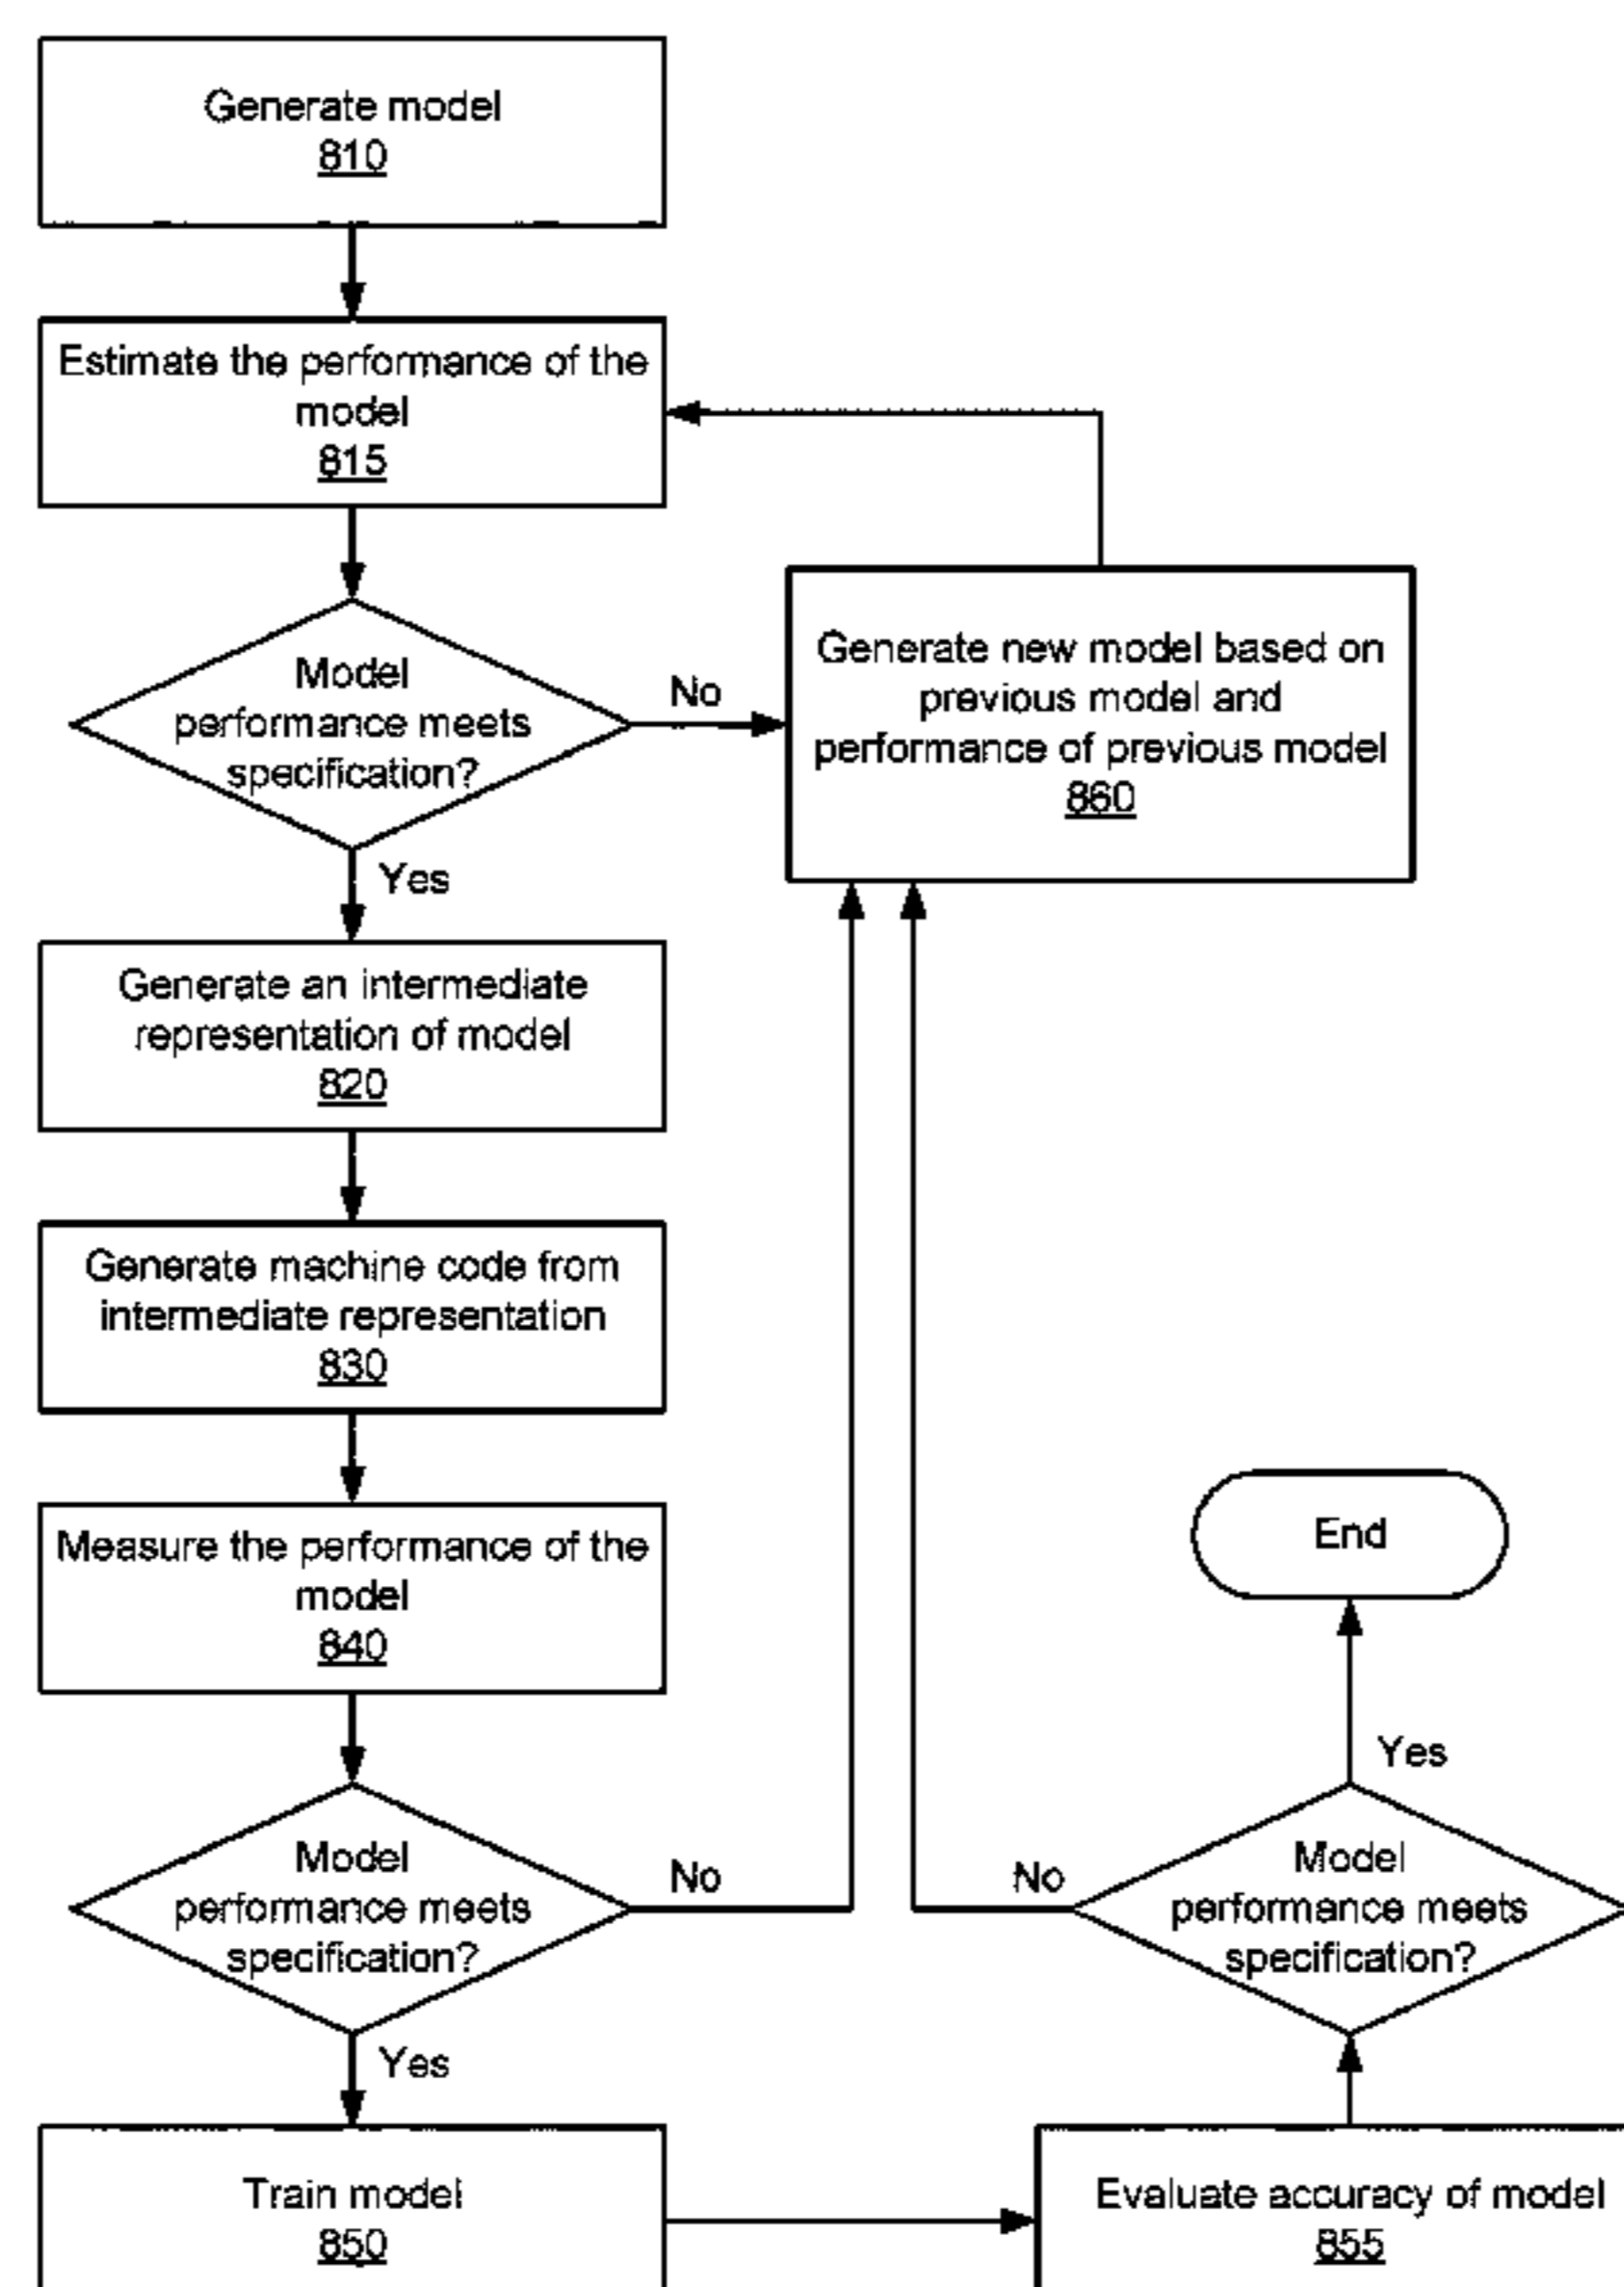 Generate model
810
Estimate the performance of the
model
815
Model
performance meets
specification?
No
Yes
Generate new model based on
previous model and
performance of previous model
860
Generate an intermediate
representation of model
820
Generate machine code from
intermediate representation
830
Measure the performance of the
model
840
Model
performance meets
specification?
No
Yes
Train model
850
Evaluate accuracy of model
855
Model
performance meets
specification?
No
Yes
End